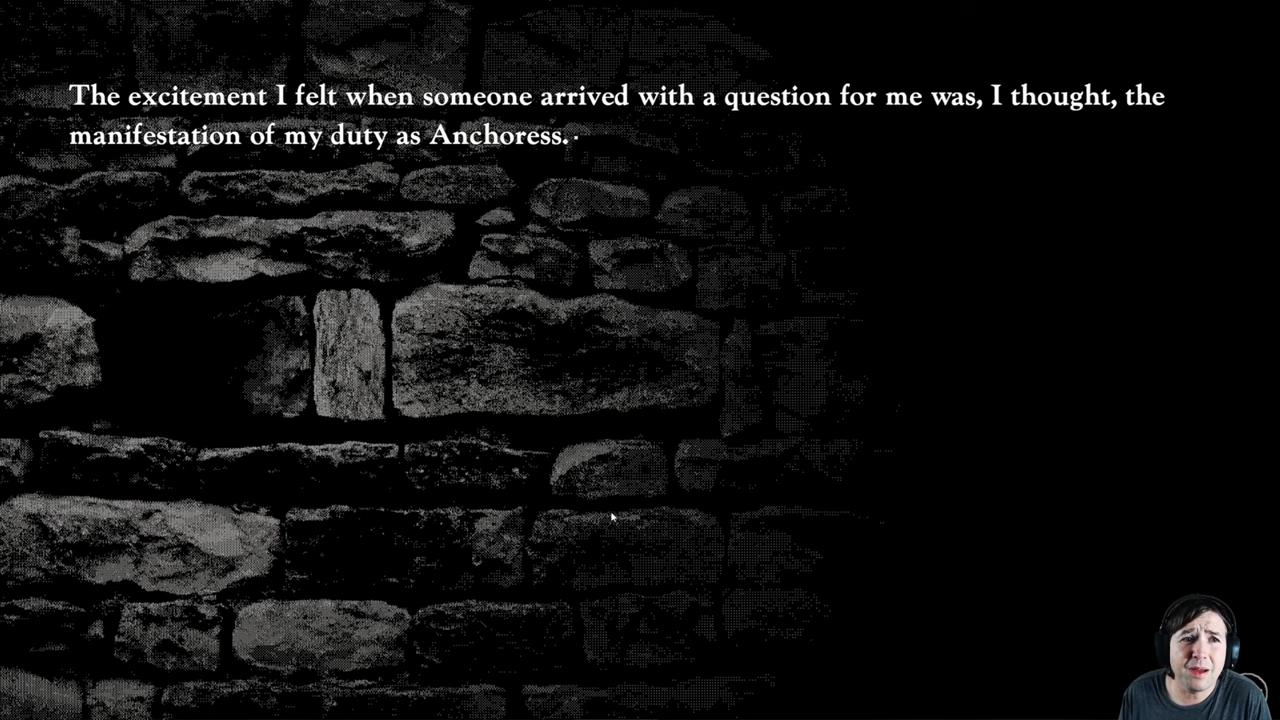 The excitement I felt when someone arrived with a question for me was, I thought, the
manifestation of my duty as Anchoress.